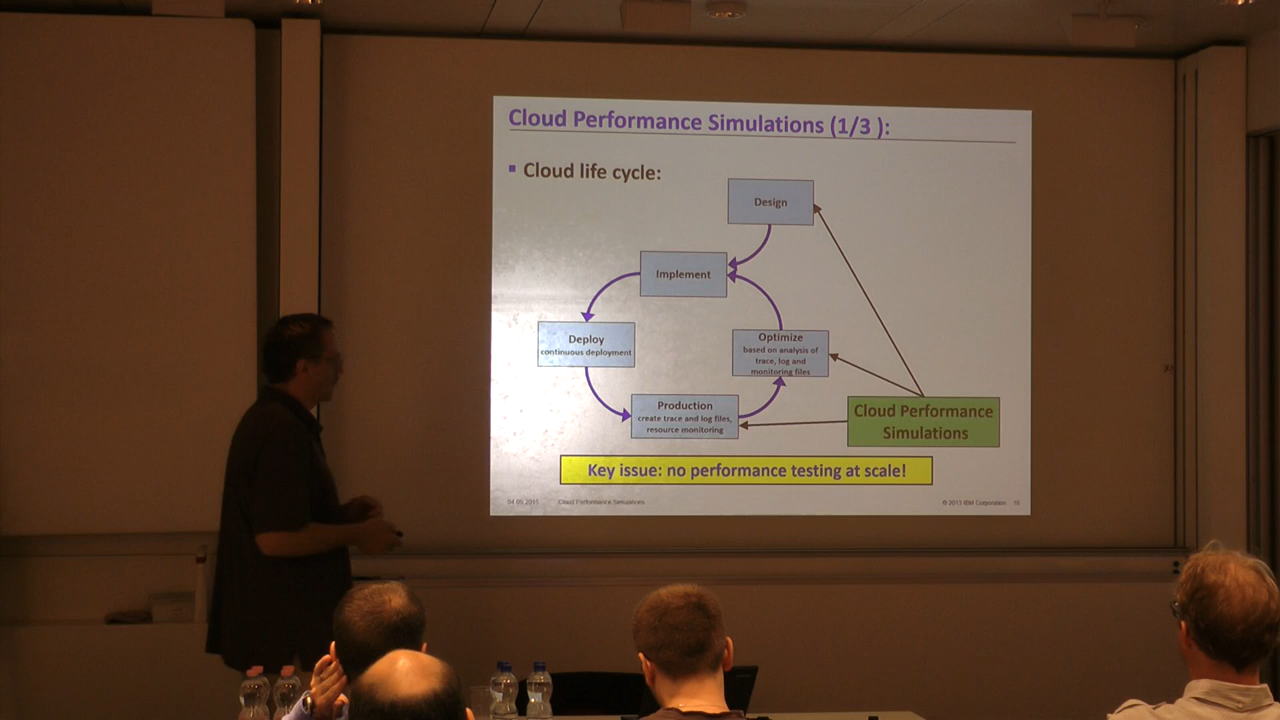 Cloud Performance Simulations (1/3 ):
Cloud life cycle:
Design
Implement
Deploy
continuous deployment
Optimize
based on analysis of
trace, log and
monitoring files
Production
create trace and log files,
resource monitoring
Cloud Performance
Simulations
Key issue: no performance testing at scale!
Cloud Performance Simulations
© 2013 IBM Corporation